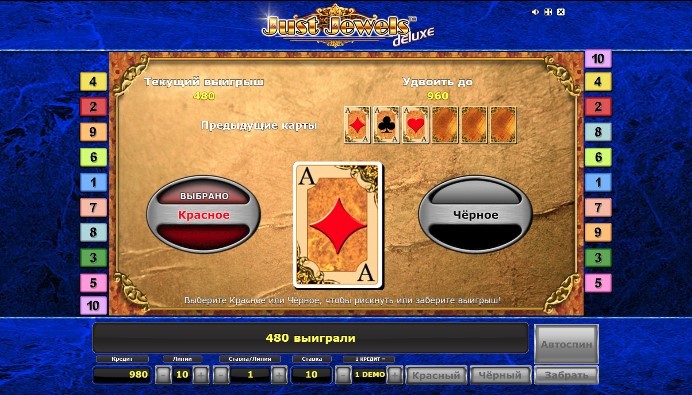 Just Jewels™
deluxe
10
4 4
Текущий выигрыш Удвоить до
480 960
2 2
Предыдущие карты
A A A
9 8
6 6
A
1 1
ВЫБРАНО
Красное Чёрное
7 7
8 9
3 3
A
5 5
Выберите Красное или Чёрное, чтобы рискнуть или заберите выигрыш!
10
480 выиграли
Автоспин
Кредит Линии Ставка/Линия Ставка 1 КРЕДИТ =
980 - 10 + - 1 + 10 - 1 DEMO + Красный Чёрный Забрать